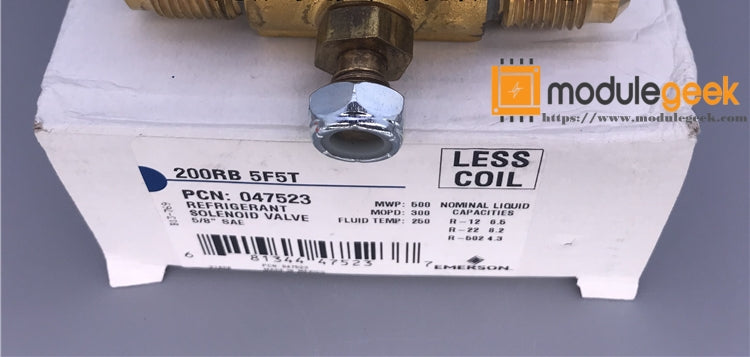 modulegeek
https://www.modulegeek.com
200RB 5F5T
LESS
COIL
PCN: 047523
REFRIGERANT
SOLENOID VALVE
5/8" SAE
MWP: 500
MOPD: 300
FLUID TEMP: 250
NOMINAL LIQUID
CAPACITIES
R-12 6.5
R-22 8.2
R-502 4.3
6 81344 47523 7
PCN 047523
EMERSON